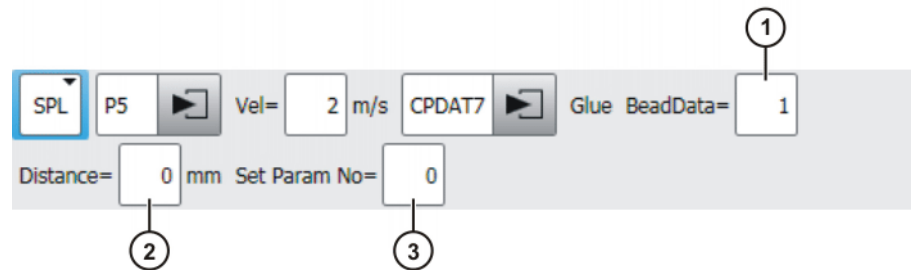 1
SPL P5 Vel= 2 m/s CPDAT7 Glue BeadData= 1
Distance= 0 mm Set Param No= 0
2 3